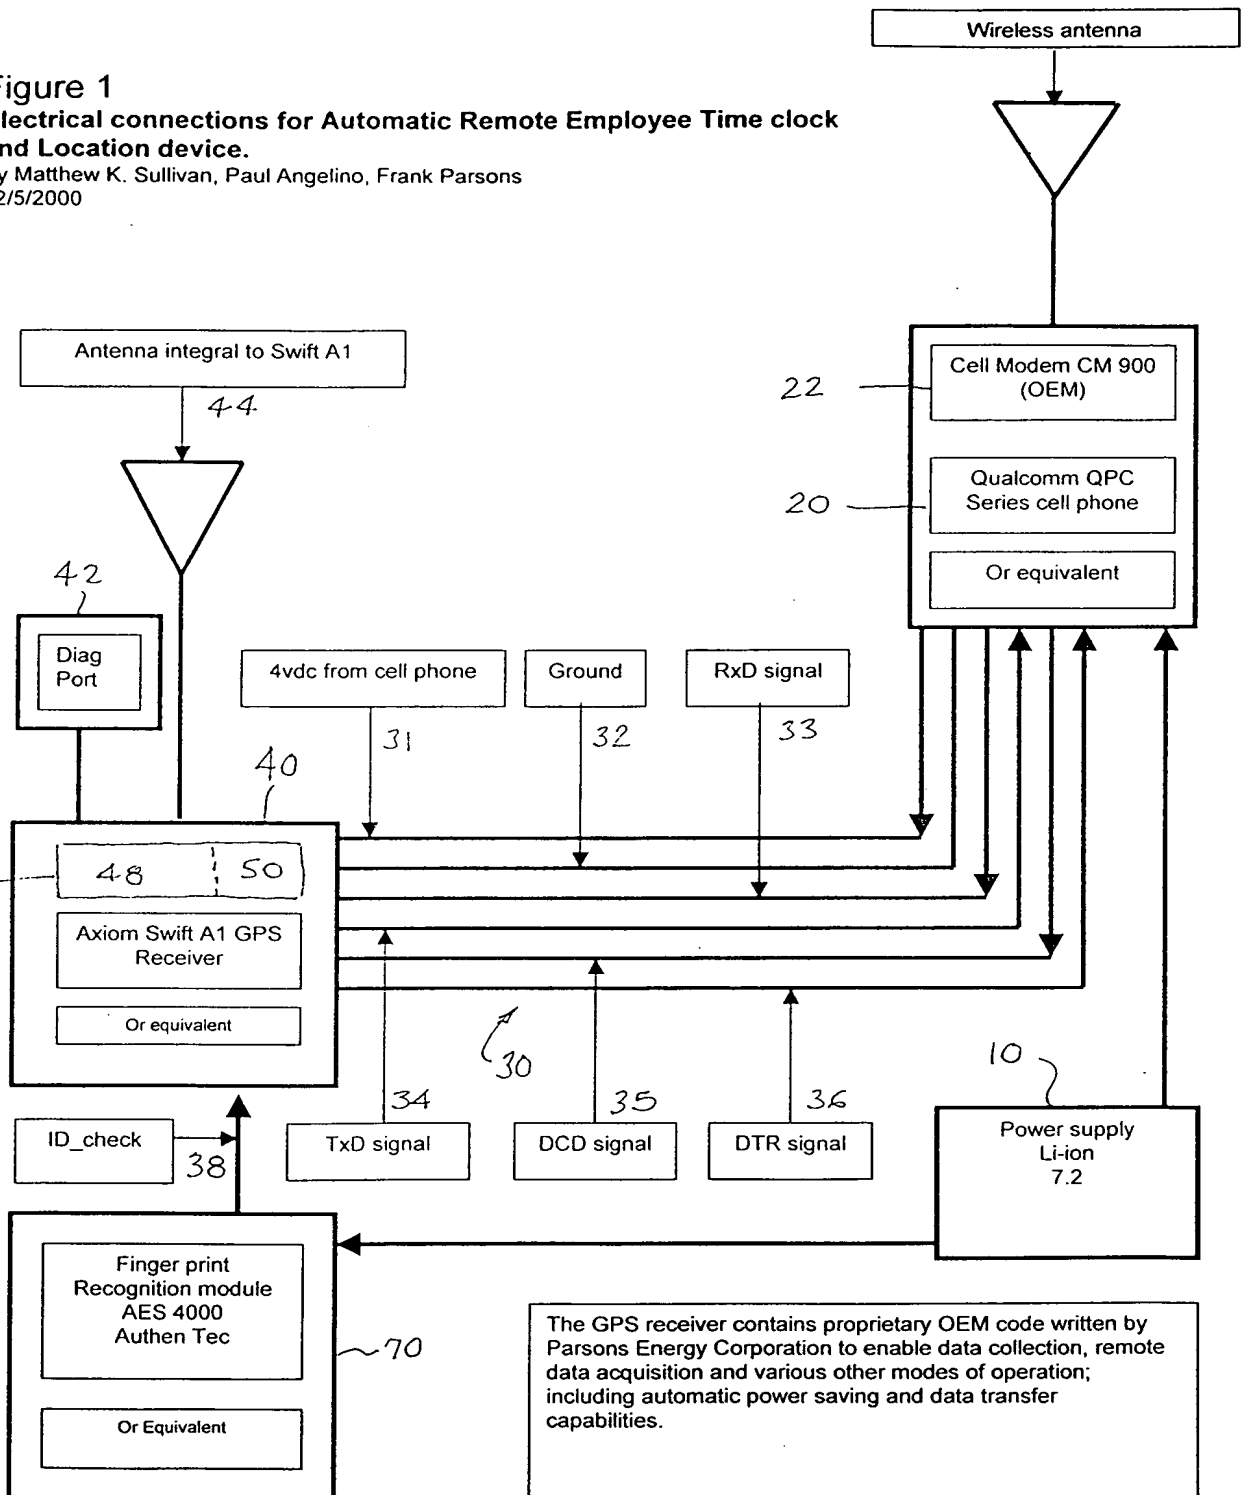 Wireless antenna
igure 1
lectrical connections for Automatic Remote Employee Time clock
nd Location device.
y Matthew K. Sullivan, Paul Angelino, Frank Parsons
2/5/2000
Antenna integral to Swift A1
44
Cell Modem CM 900
(OEM)
22
Qualcomm QPC
Series cell phone
20
Or equivalent
42
Diag
Port
4vdc from cell phone
Ground
RxD signal
31
32
33
40
48
50
Axiom Swift A1 GPS
Receiver
Or equivalent
30
10
34
35
36
ID_check
38
TxD signal
DCD signal
DTR signal
Power supply
Li-ion
7.2
Finger print
Recognition module
AES 4000
Authen Tec
70
Or Equivalent
The GPS receiver contains proprietary OEM code written by
Parsons Energy Corporation to enable data collection, remote
data acquisition and various other modes of operation;
including automatic power saving and data transfer
capabilities.